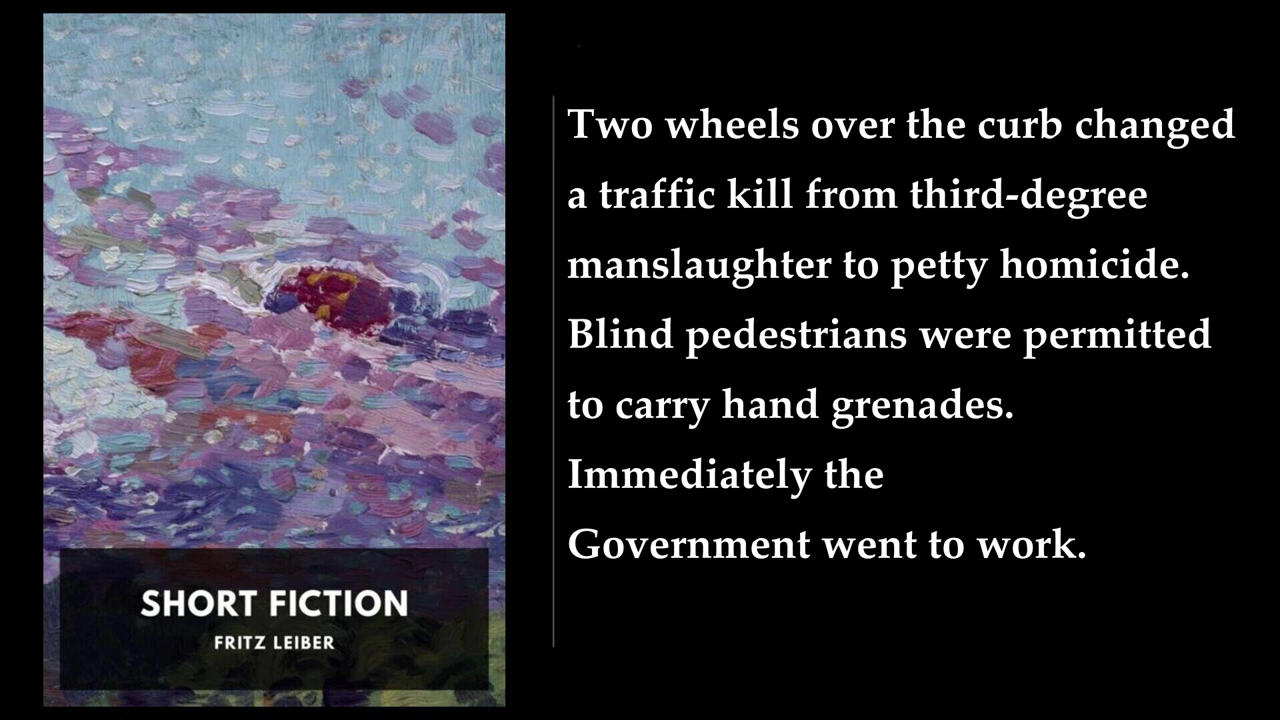 SHORT FICTION
FRITZ LEIBER
Two wheels over the curb changed
a traffic kill from third-degree
manslaughter to petty homicide.
Blind pedestrians were permitted
to carry hand grenades.
Immediately the
Government went to work.